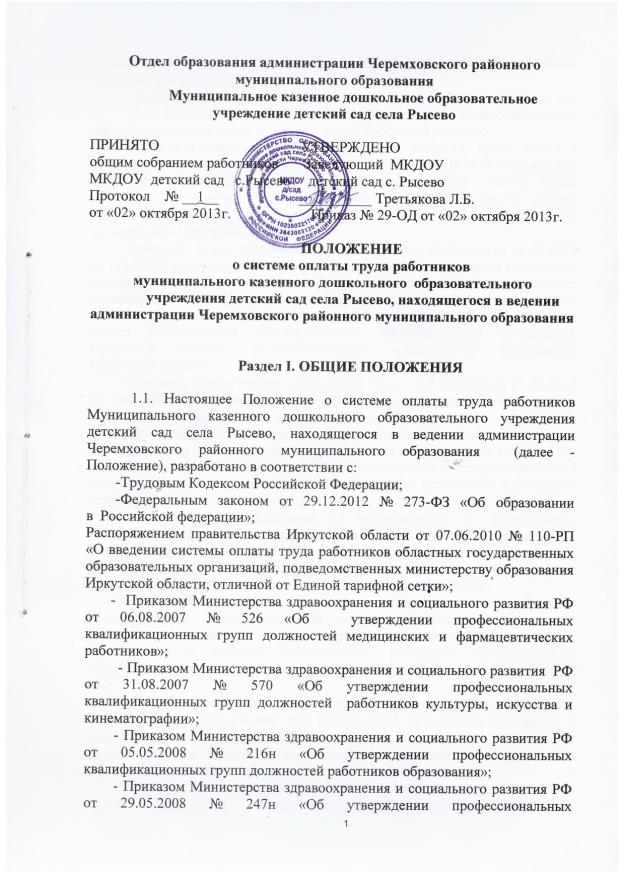 Отдел образования администрации Черемховского районного
муниципального образования
Муниципальное казенное дошкольное образовательное
учреждение детский сад села Рысево
ПРИНЯТО УТВЕРЖДЕНО
общим собранием работников Заведующий МКДОУ
МКДОУ детский сад с.Рысево детский сад с. Рысево
Протокол № __1__ __________ Третьякова Л.Б.
от «02» октября 2013г. Приказ № 29-ОД от «02» октября 2013г.
МКДОУ
д/сад
с.Рысево
ПОЛОЖЕНИЕ
о системе оплаты труда работников
муниципального казенного дошкольного образовательного
учреждения детский сад села Рысево, находящегося в ведении
администрации Черемховского районного муниципального образования
Раздел I. ОБЩИЕ ПОЛОЖЕНИЯ
1.1. Настоящее Положение о системе оплаты труда работников
Муниципального казенного дошкольного образовательного учреждения
детский сад села Рысево, находящегося в ведении администрации
Черемховского районного муниципального образования (далее -
Положение), разработано в соответствии с:
-Трудовым Кодексом Российской Федерации;
-Федеральным законом от 29.12.2012 № 273-ФЗ «Об образовании
в Российской федерации»;
Распоряжением правительства Иркутской области от 07.06.2010 № 110-РП
«О введении системы оплаты труда работников областных государственных
образовательных организаций, подведомственных министерству образования
Иркутской области, отличной от Единой тарифной сетки»;
- Приказом Министерства здравоохранения и социального развития РФ
от 06.08.2007 № 526 «Об утверждении профессиональных
квалификационных групп должностей медицинских и фармацевтических
работников»;
- Приказом Министерства здравоохранения и социального развития РФ
от 31.08.2007 № 570 «Об утверждении профессиональных
квалификационных групп должностей работников культуры, искусства и
кинематографии»;
- Приказом Министерства здравоохранения и социального развития РФ
от 05.05.2008 № 216н «Об утверждении профессиональных
квалификационных групп должностей работников образования»;
- Приказом Министерства здравоохранения и социального развития РФ
от 29.05.2008 № 247н «Об утверждении профессиональных
1